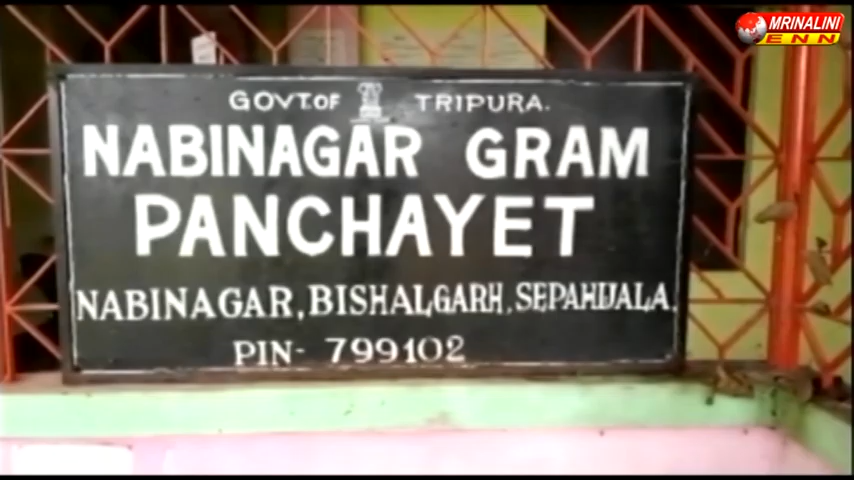 MRINALINI
ENN
GOVT.OF TRIPURA.
NABINAGAR GRAM
PANCHAYET
NABINAGAR, BISHALGARH, SEPAHIJALA.
PIN- 799102